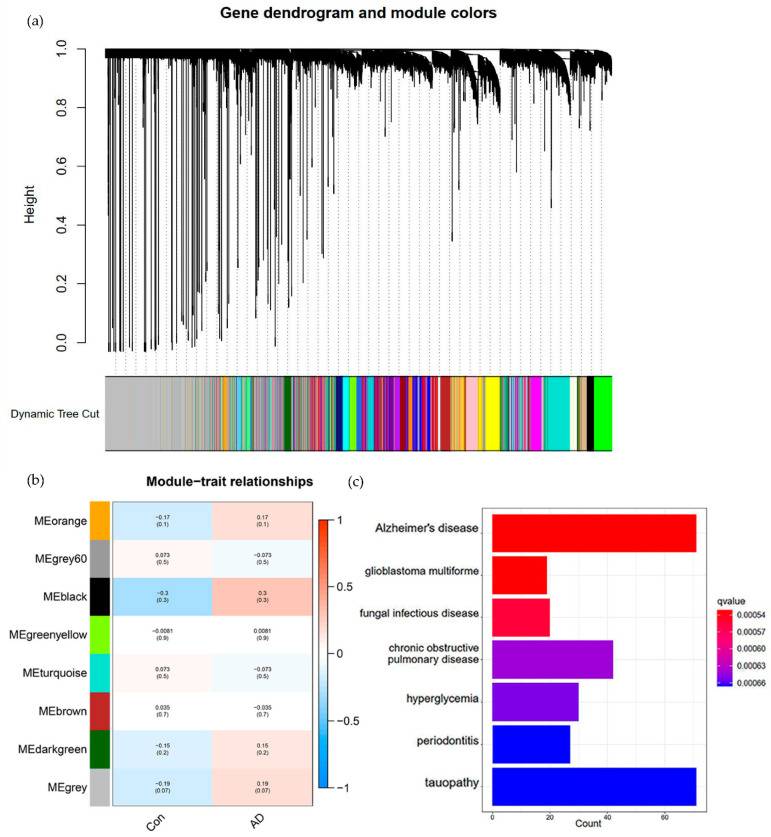 (a)
Gene dendrogram and module colors
Height
1.0
0.8
0.6
0.4
0.2
0.0
Dynamic Tree Cut
(b)
Module−trait relationships
MEorange
−0.17
(0.1)
0.17
(0.1)
MEgrey60
0.073
(0.5)
−0.073
(0.5)
MEblack
−0.3
(0.3)
0.3
(0.3)
MEgreenyellow
−0.0081
(0.9)
0.0081
(0.9)
MEturquoise
0.073
(0.5)
−0.073
(0.5)
MEbrown
0.035
(0.7)
−0.035
(0.7)
MEdarkgreen
−0.15
(0.2)
0.15
(0.2)
MEgrey
−0.19
(0.07)
0.19
(0.07)
Con
AD
1
0.5
0
−0.5
−1
(c)
Alzheimer's disease
glioblastoma multiforme
fungal infectious disease
chronic obstructive
pulmonary disease
hyperglycemia
periodontitis
tauopathy
0
20
40
60
Count
qvalue
0.00054
0.00057
0.00060
0.00063
0.00066